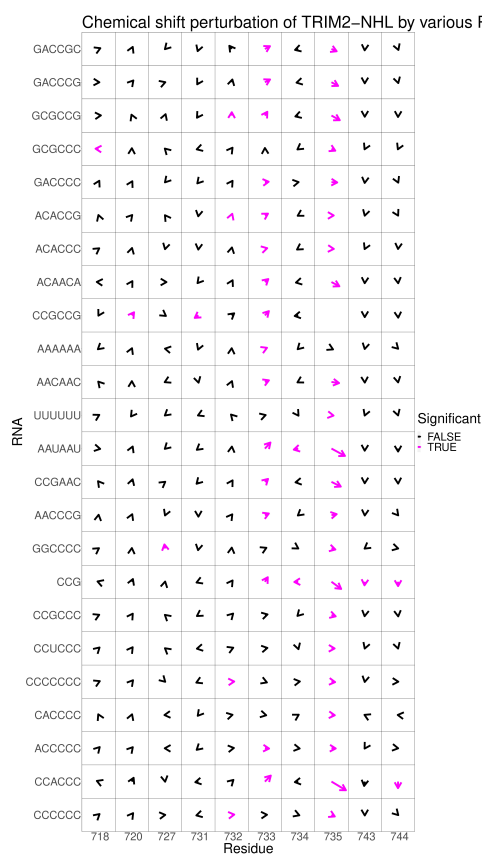 Chemical shift perturbation of TRIM2−NHL by various
GACCGC
GACCCG
GCGCCG
GCGCCC
GACCCC
ACACCG
ACACCC
ACAACA
CCGCCG
AAAAAA
AACAAC
UUUUUU
AAUAAU
CCGAAC
AACCCG
GGCCCC
CCG
CCGCCC
CCUCCC
CCCCCCC
CACCCC
ACCCCC
CCACCC
CCCCCC
RNA
718 720 727 731 732 733 734 735 743 744
Residue
Significant
FALSE
TRUE